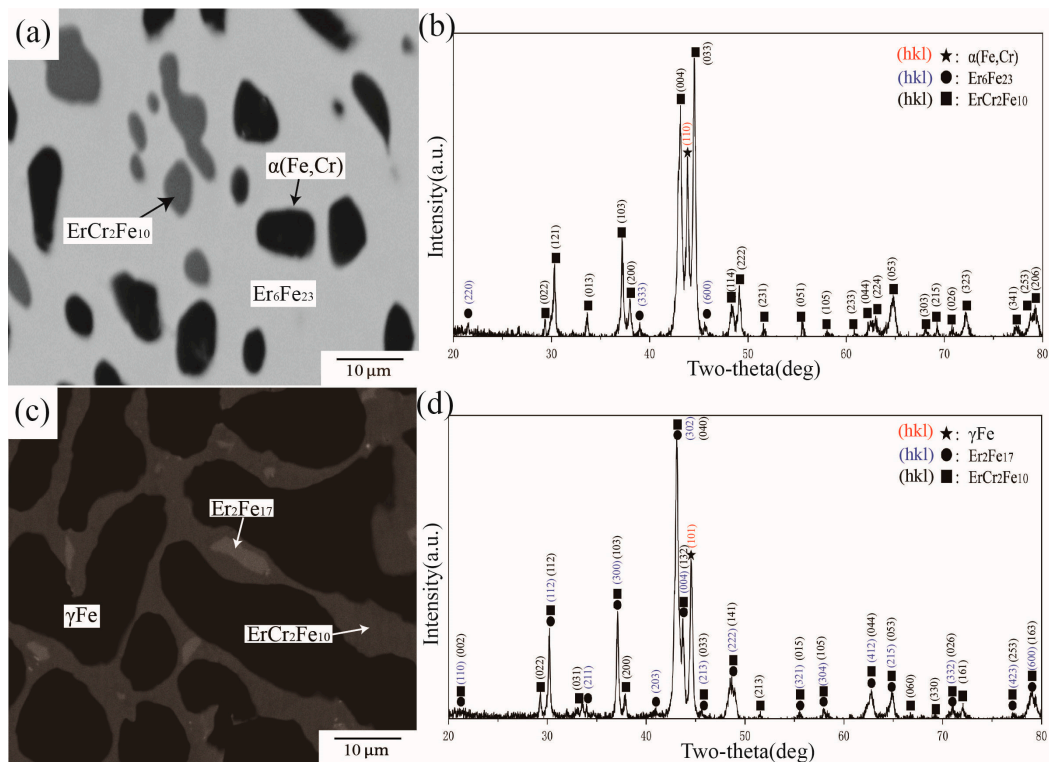 (a)
α(Fe,Cr)
ErCr₂Fe₁₀
Er₆Fe₂₃
10 μm
(b)
Intensity(a.u.)
(hkl) ★: α(Fe,Cr)
(hkl) ●: Er₆Fe₂₃
(hkl) ■: ErCr₂Fe₁₀
(220)
(022)
(121)
(013)
(103)
(200)
(333)
(004)
(110)
(033)
(600)
(114)
(222)
(231)
(051)
(105)
(233)
(044)
(224)
(053)
(303)
(215)
(026)
(322)
(341)
(253)
(206)
20 30 40 50 60 70 80
Two-theta(deg)
(c)
Er₂Fe₁₇
γFe
ErCr₂Fe₁₀
10 μm
(d)
Intensity(a.u.)
(hkl) ★: γFe
(hkl) ●: Er₂Fe₁₇
(hkl) ■: ErCr₂Fe₁₀
(110) (002)
(022)
(112) (112)
(031)
(211)
(300) (103)
(200)
(203)
(302) (040)
(004) (132)
(101)
(213) (033)
(222) (141)
(213)
(321) (015)
(304) (105)
(412) (044)
(215) (053)
(060)
(330)
(332) (026)
(161)
(423) (253)
(600) (163)
20 30 40 50 60 70 80
Two-theta(deg)